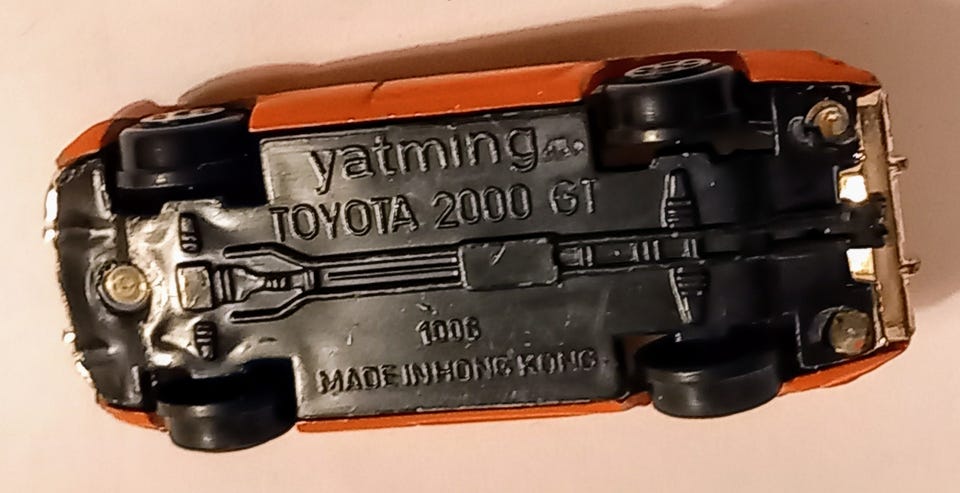 yatming
TOYOTA 2000 GT
1008
MADE IN HONG KONG